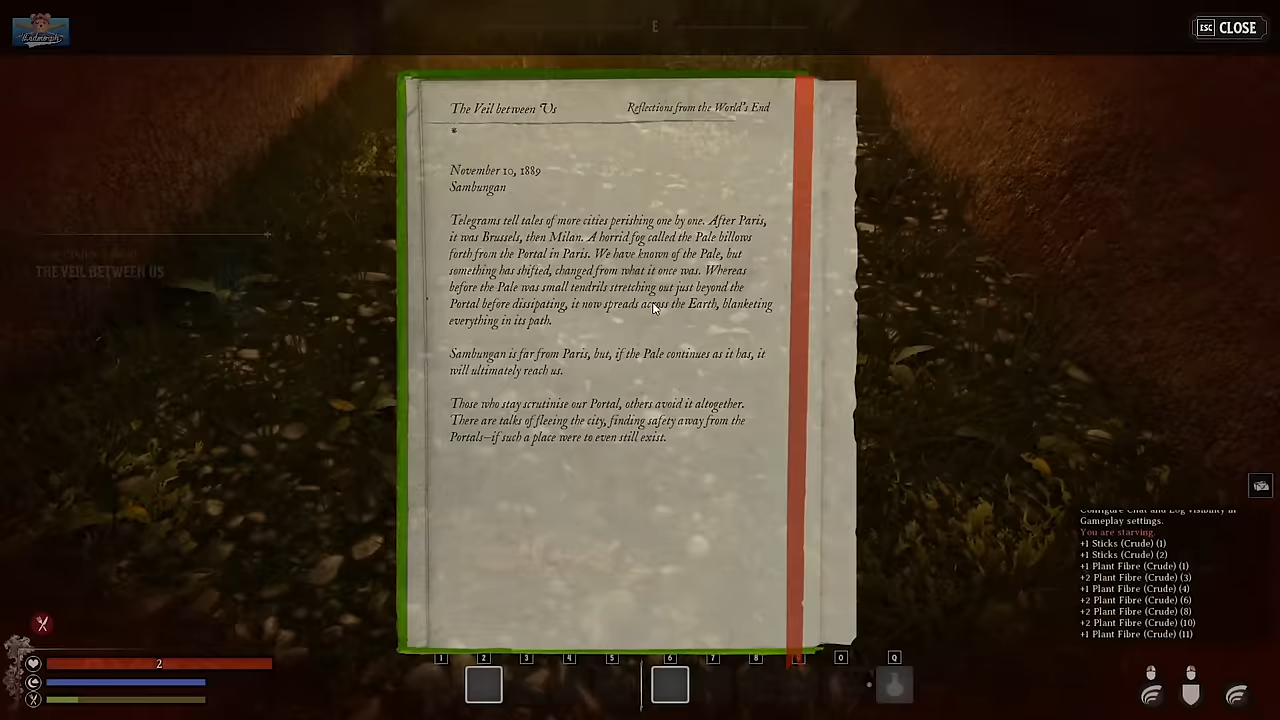 E
ESC CLOSE
The Veil between Us
Reflections from the World's End
*
November 10, 1889
Sambungan
Telegrams tell tales of more cities perishing one by one. After Paris,
it was Brussels, then Milan. A horrid fog called the Pale billows
forth from the Portal in Paris. We have known of the Pale, but
something has shifted, changed from what it once was. Whereas
before the Pale was small tendrils stretching out just beyond the
Portal before dissipating, it now spreads across the Earth, blanketing
everything in its path.
Sambungan is far from Paris, but, if the Pale continues as it has, it
will ultimately reach us.
Those who stay scrutinise our Portal, others avoid it altogether.
There are talks of fleeing the city, finding safety away from the
Portals—if such a place were to even still exist.
THE VEIL BETWEEN US
Configure Chat and Log visibility in
Gameplay settings.
You are starving.
+1 Sticks (Crude) (1)
+1 Sticks (Crude) (2)
+1 Plant Fibre (Crude) (1)
+2 Plant Fibre (Crude) (3)
+1 Plant Fibre (Crude) (4)
+2 Plant Fibre (Crude) (6)
+2 Plant Fibre (Crude) (8)
+2 Plant Fibre (Crude) (10)
+1 Plant Fibre (Crude) (11)
2
1 2 3 4 5 6 7 8 0 Q